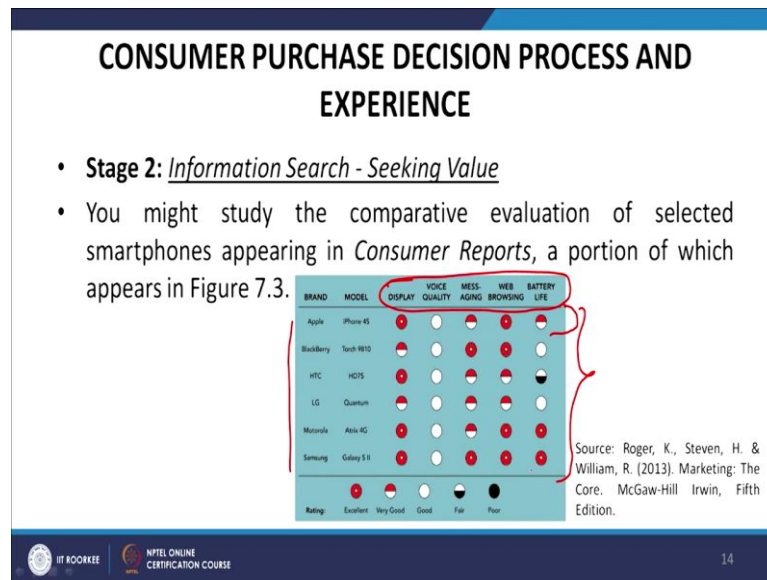 CONSUMER PURCHASE DECISION PROCESS AND
EXPERIENCE
• Stage 2: Information Search - Seeking Value
• You might study the comparative evaluation of selected
smartphones appearing in Consumer Reports, a portion of which
appears in Figure 7.3.
BRAND MODEL DISPLAY VOICE QUALITY MESS-AGING WEB BROWSING BATTERY LIFE
Apple iPhone 4S
BlackBerry Torch 9810
HTC HD7S
LG Quantum
Motorola Atrix 4G
Samsung Galaxy S II
Rating: Excellent Very Good Good Fair Poor
Source: Roger, K., Steven, H. &
William, R. (2013). Marketing: The
Core. McGaw-Hill Irwin, Fifth
Edition.
IIT ROORKEE
NPTEL ONLINE
CERTIFICATION COURSE
14